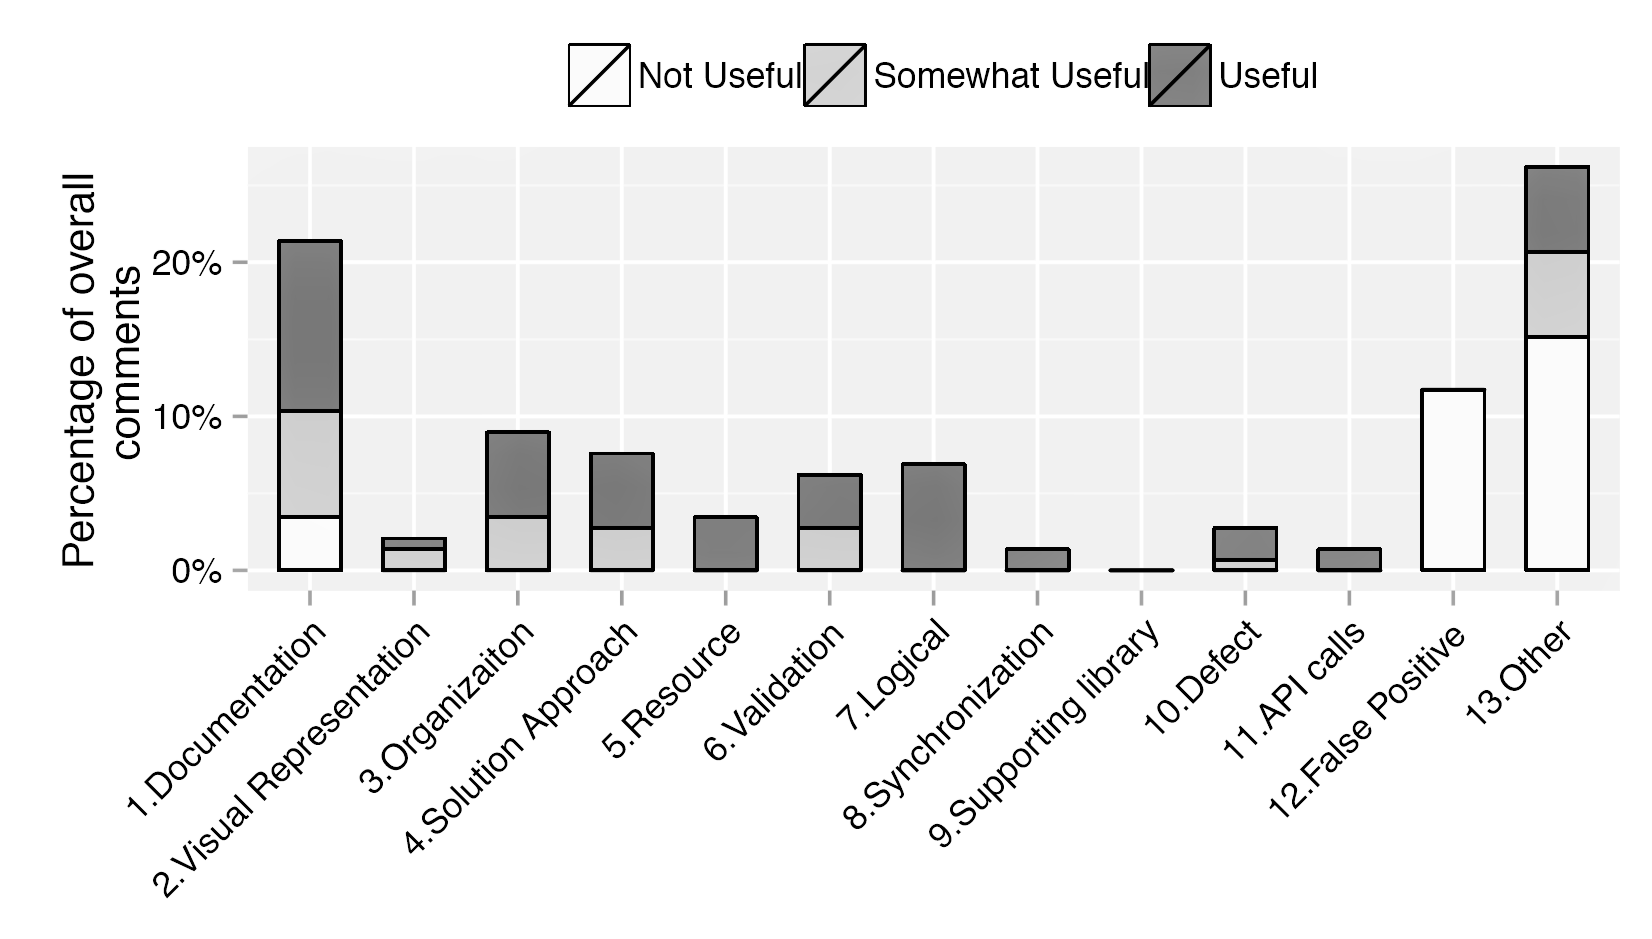 Not Useful Somewhat Useful Useful
Percentage of overall
comments
20%
10%
0%
1.Documentation
2.Visual Representation
3.Organizaiton
4.Solution Approach
5.Resource
6.Validation
7.Logical
8.Synchronization
9.Supporting library
10.Defect
11.API calls
12.False Positive
13.Other